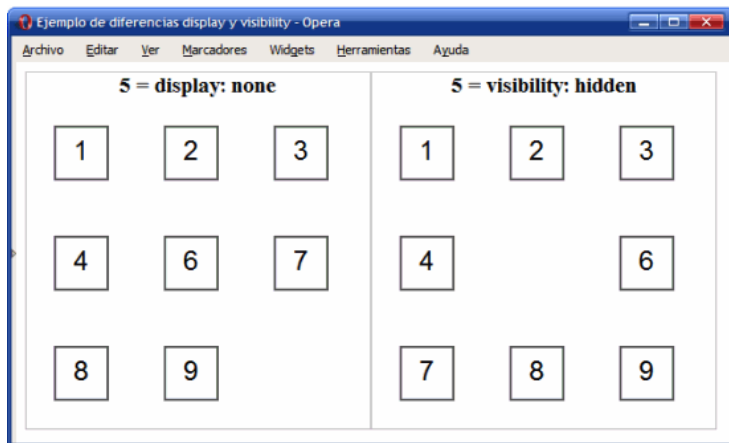 Ejemplo de diferencias display y visibility - Opera
Archivo Editar Ver Marcadores Widgets Herramientas Ayuda
5 = display: none
1 2 3
4 6 7
8 9
5 = visibility: hidden
1 2 3
4 6
7 8 9